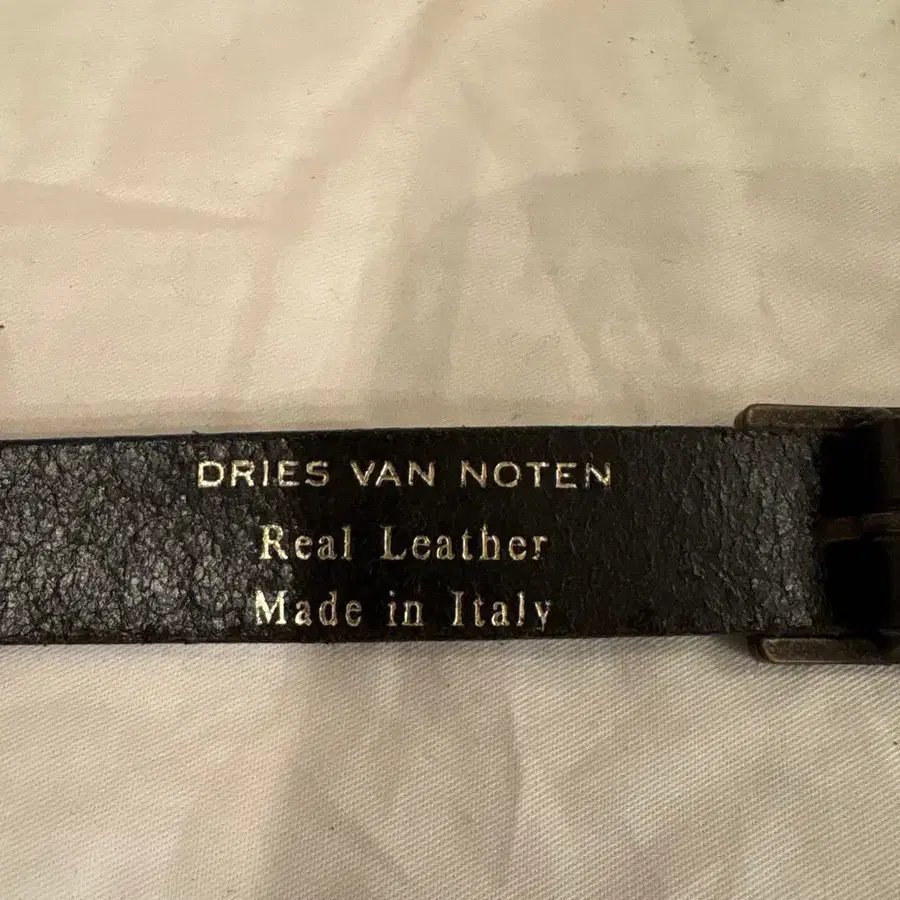 DRIES VAN NOTEN
Real Leather
Made in Italy